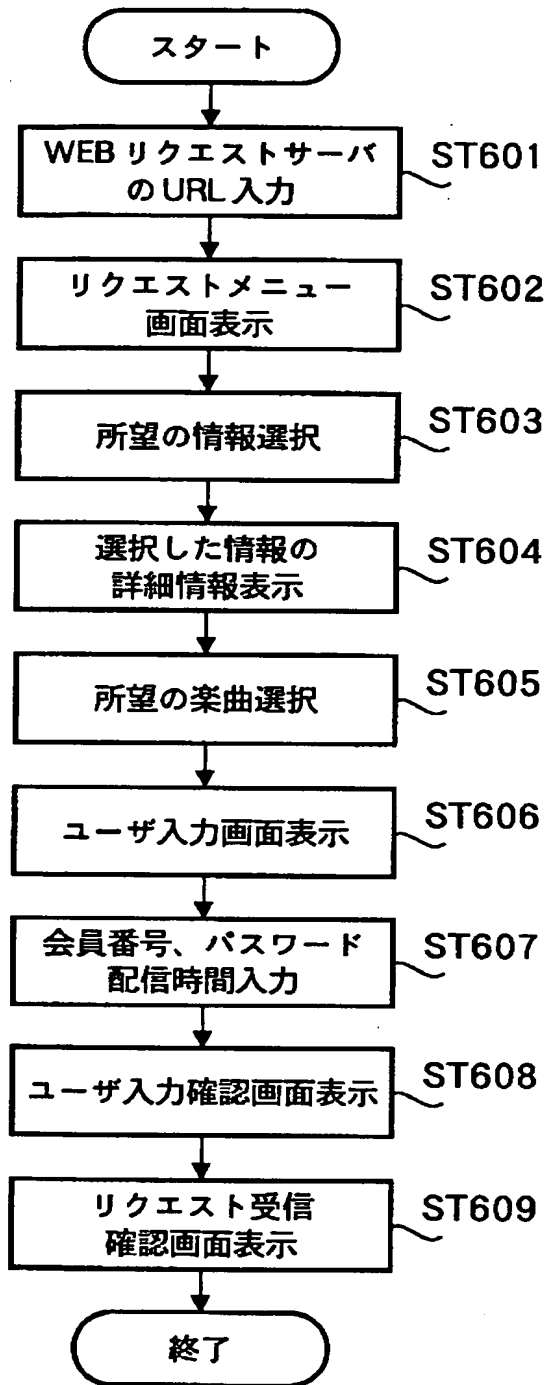 スタート
WEB リクエストサーバ
の URL 入力
ST601
リクエストメニュー
画面表示
ST602
所望の情報選択
ST603
選択した情報の
詳細情報表示
ST604
所望の楽曲選択
ST605
ユーザ入力画面表示
ST606
会員番号、パスワード
配信時間入力
ST607
ユーザ入力確認画面表示
ST608
リクエスト受信
確認画面表示
ST609
終了